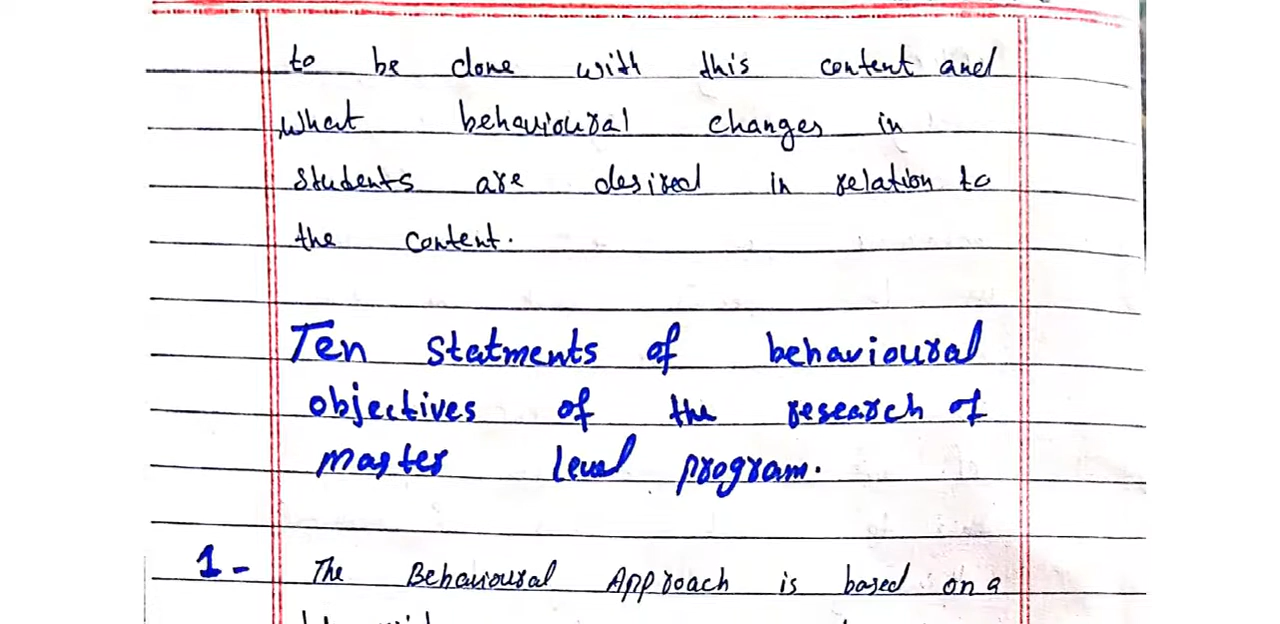 to be done with this content and
what behavioural changes in
students are desired in relation to
the content.
Ten statments of behavioural
objectives of the research of
master level program.
1- The Behavioural Approach is based on a